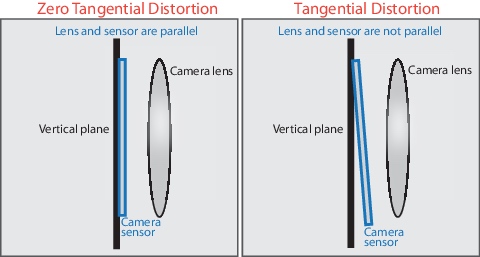 Zero Tangential Distortion
Lens and sensor are parallel
Camera lens
Vertical plane
Camera
sensor
Tangential Distortion
Lens and sensor are not parallel
Camera lens
Vertical plane
Camera
sensor